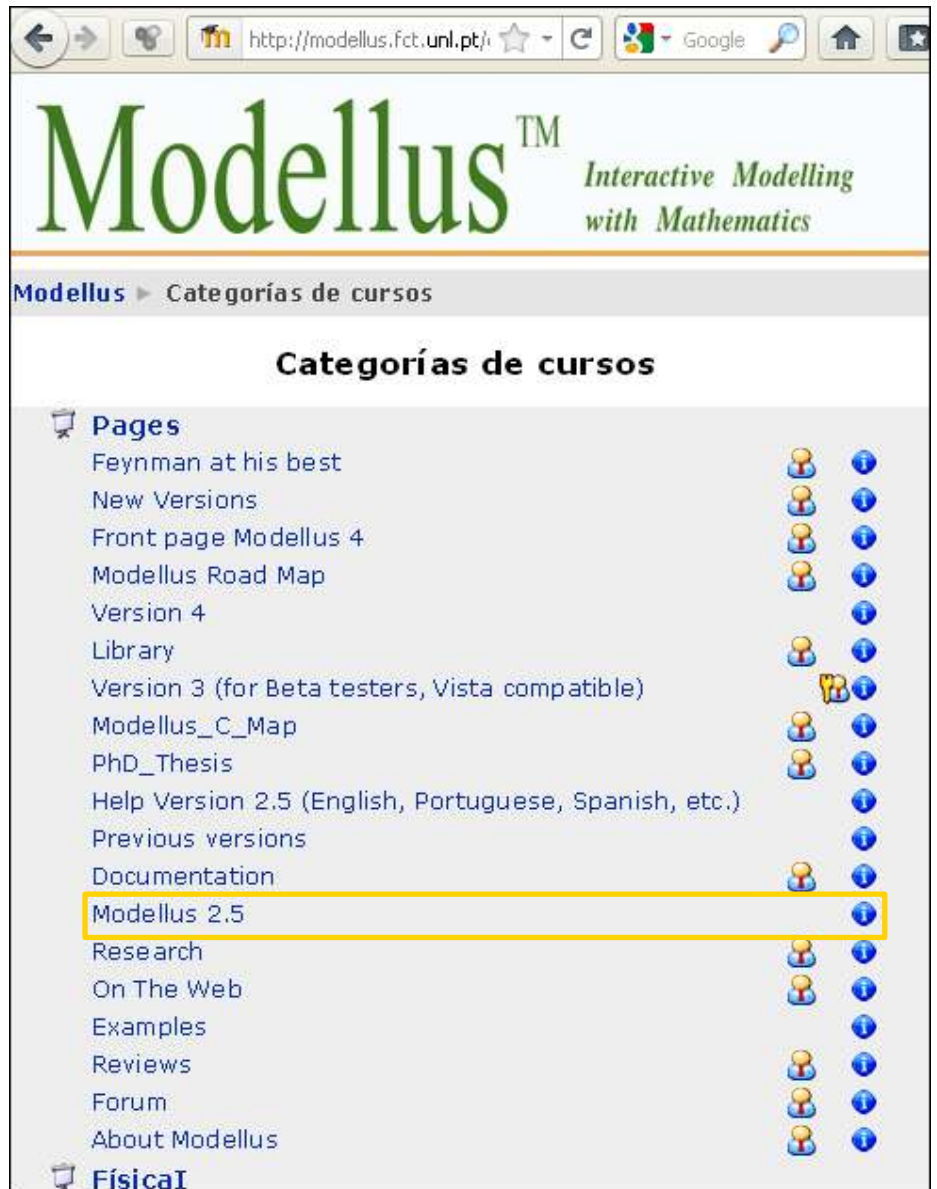 http://modellus.fct.unl.pt/
Google
Modellus™
Interactive Modelling
with Mathematics
Modellus ► Categorías de cursos
Categorías de cursos
Pages
Feynman at his best
New Versions
Front page Modellus 4
Modellus Road Map
Version 4
Library
Version 3 (for Beta testers, Vista compatible)
Modellus_C_Map
PhD_Thesis
Help Version 2.5 (English, Portuguese, Spanish, etc.)
Previous versions
Documentation
Modellus 2.5
Research
On The Web
Examples
Reviews
Forum
About Modellus
FísicaI